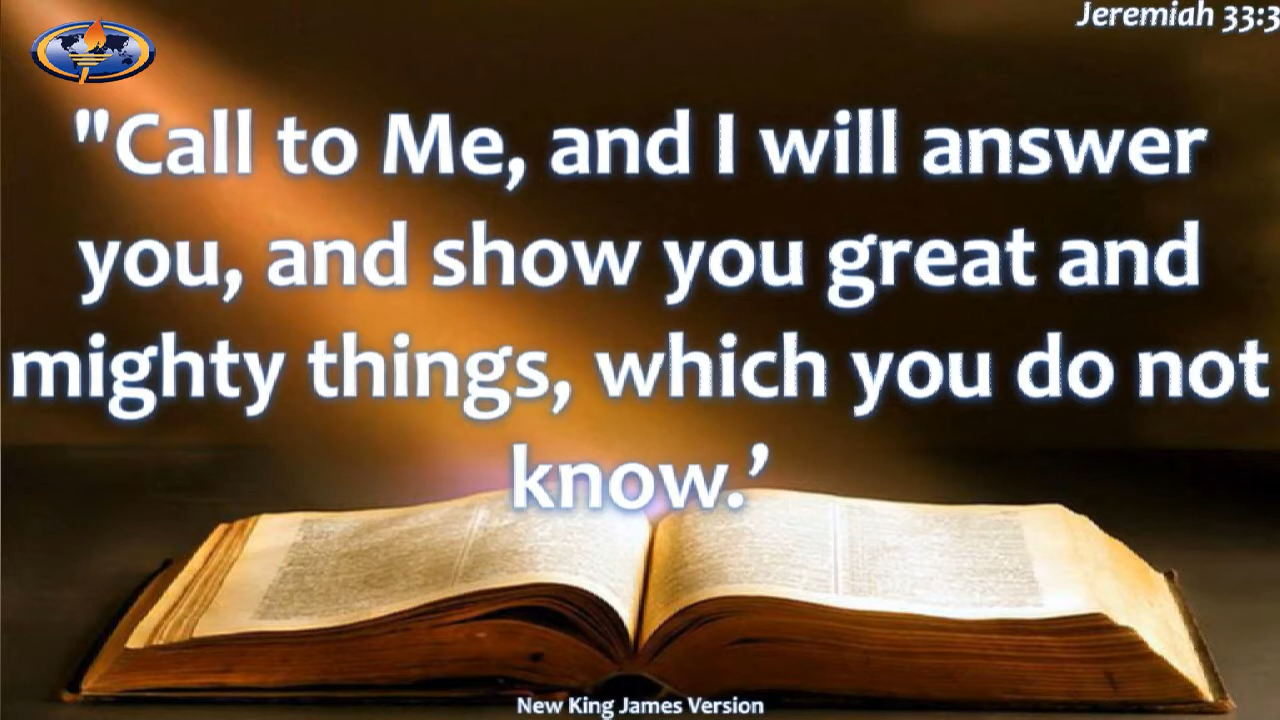 Jeremiah 33:3
"Call to Me, and I will answer
you, and show you great and
mighty things, which you do not
know.’
New King James Version